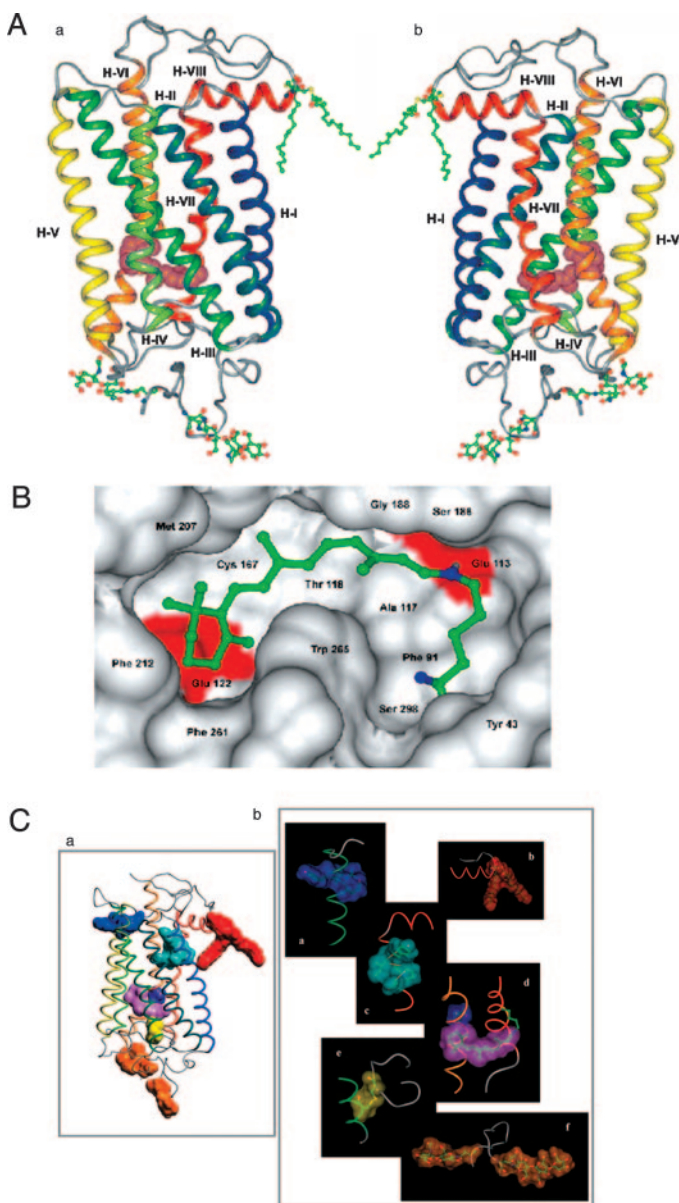 A
a
b
H-VI
H-VIII
H-II
H-VII
H-I
H-V
H-IV
H-III
H-VIII
H-VI
H-II
H-VII
H-I
H-V
H-IV
H-III
B
Gly 188
Ser 186
Met 207
Cys 167
Glu 113
Thr 118
Ala 117
Trp 265
Phe 91
Phe 212
Glu 122
Ser 298
Tyr 43
Phe 261
C
a
b
a
b
c
d
e
f